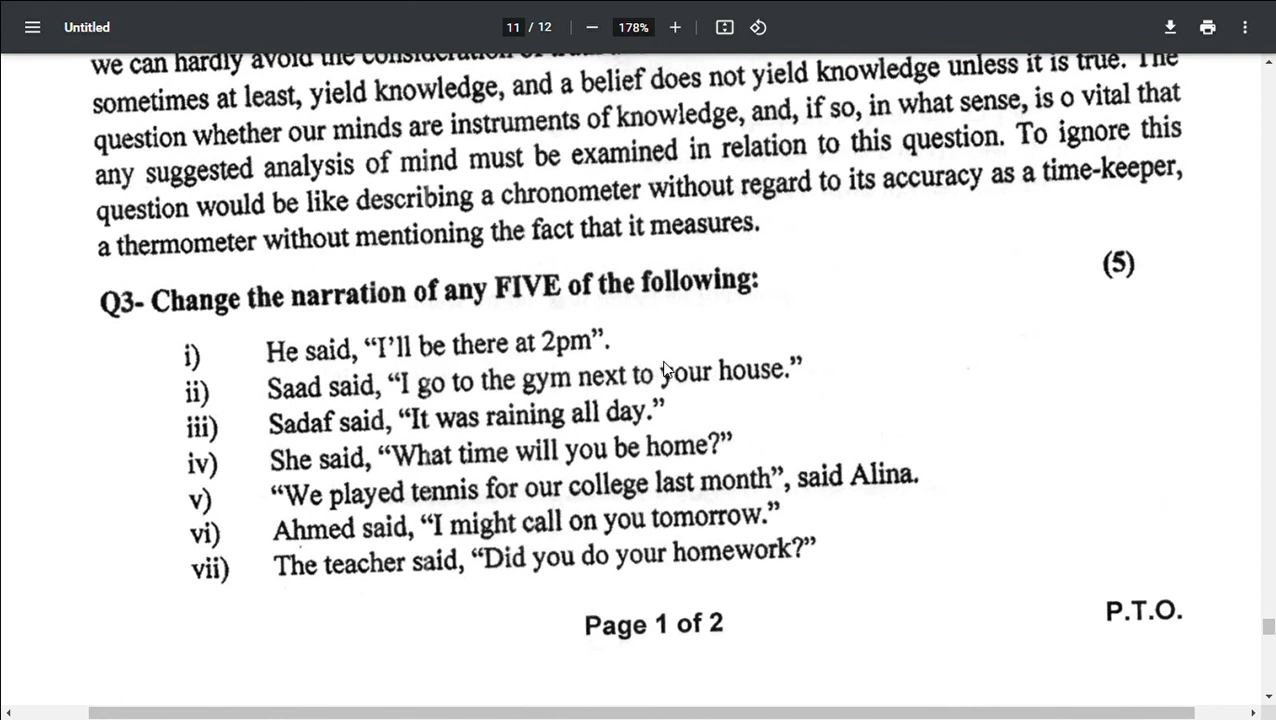 Untitled
11 / 12
178%
we can hardly avoid the consideration of
sometimes at least, yield knowledge, and a belief does not yield knowledge unless it is true. The
question whether our minds are instruments of knowledge, and, if so, in what sense, is o vital that
any suggested analysis of mind must be examined in relation to this question. To ignore this
question would be like describing a chronometer without regard to its accuracy as a time-keeper,
a thermometer without mentioning the fact that it measures.
(5)
Q3- Change the narration of any FIVE of the following:
i) He said, “I’ll be there at 2pm”.
ii) Saad said, “I go to the gym next to your house.”
iii) Sadaf said, “It was raining all day.”
iv) She said, “What time will you be home?”
v) “We played tennis for our college last month”, said Alina.
vi) Ahmed said, “I might call on you tomorrow.”
vii) The teacher said, “Did you do your homework?”
Page 1 of 2
P.T.O.